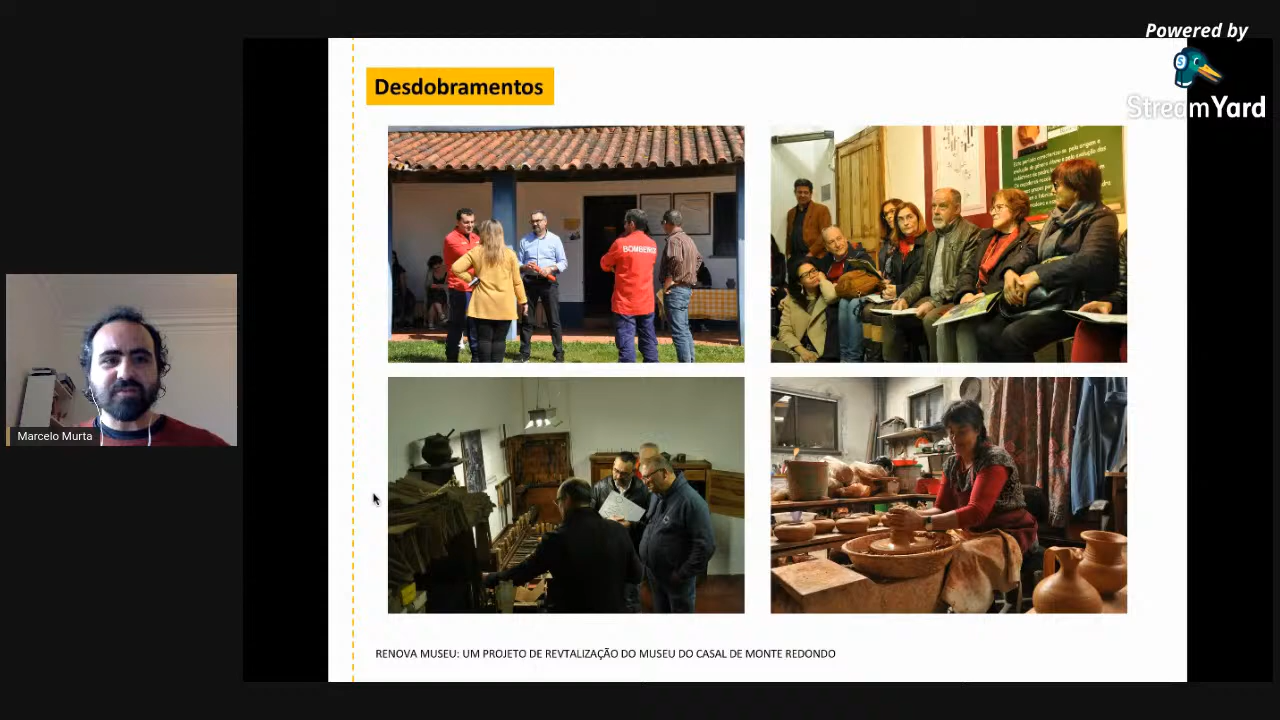 Powered by
StreamYard
Desdobramentos
BOMBEIROS
Marcelo Murta
RENOVA MUSEU: UM PROJETO DE REVTALIZAÇÃO DO MUSEU DO CASAL DE MONTE REDONDO